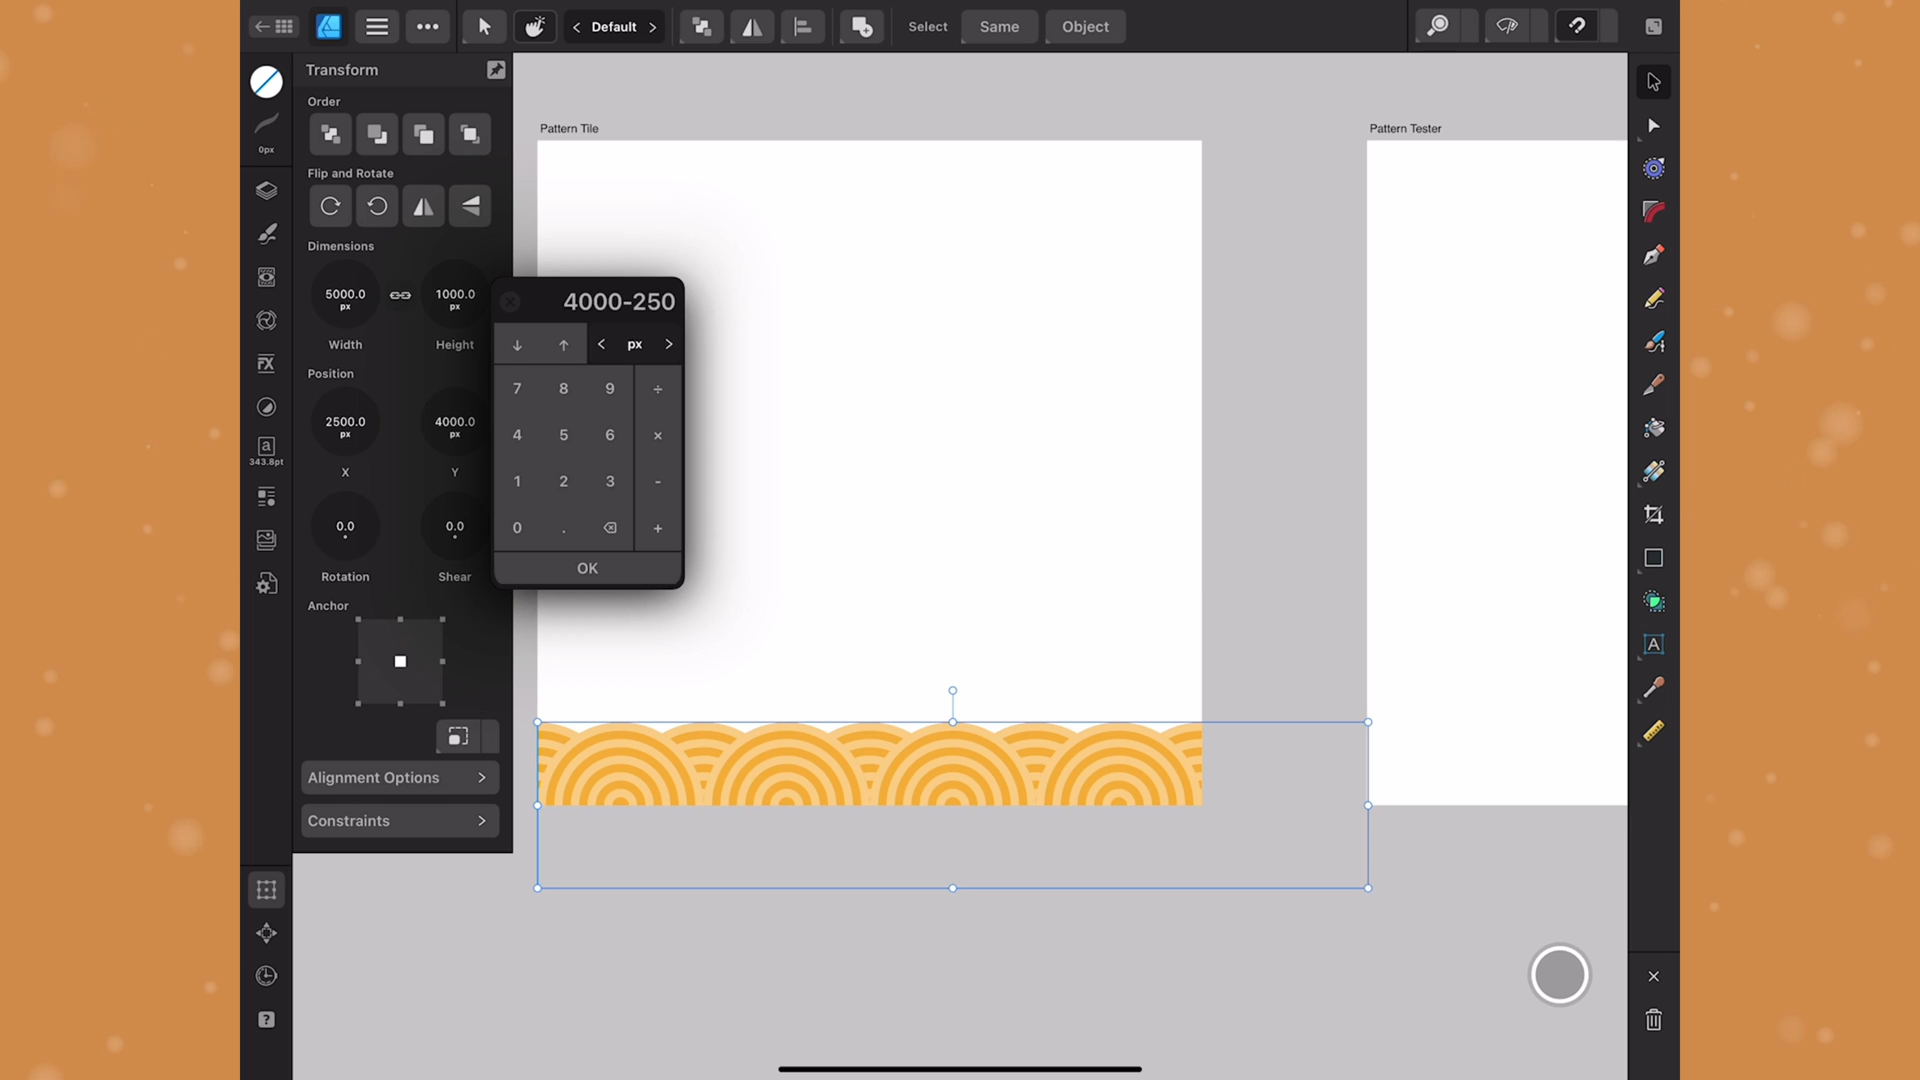 Default
Select
Same
Object
Transform
Order
Flip and Rotate
Dimensions
5000.0
px
1000.0
px
Width
Height
Position
2500.0
px
4000.0
px
X
Y
0.0
°
0.0
°
Rotation
Shear
Anchor
Alignment Options
Constraints
0px
FX
a
343.8pt
?
4000-250
px
7
8
9
÷
4
5
6
×
1
2
3
-
0
.
+
OK
Pattern Tile
Pattern Tester
A